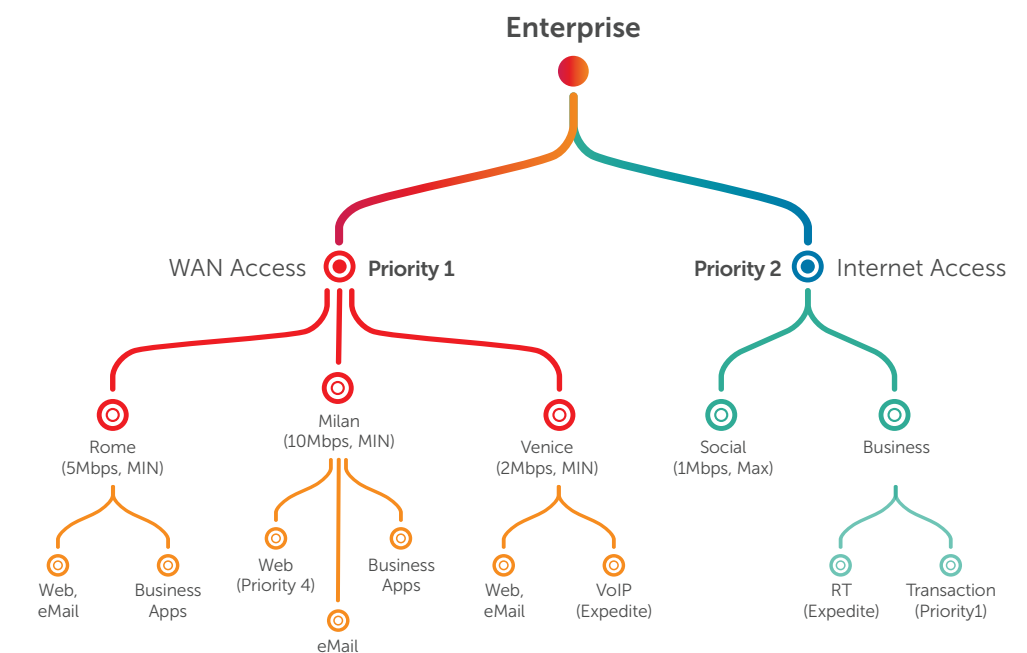 Enterprise
WAN Access
Priority 1
Priority 2
Internet Access
Rome
(5Mbps, MIN)
Milan
(10Mbps, MIN)
Venice
(2Mbps, MIN)
Social
(1Mbps, Max)
Business
Web,
eMail
Business
Apps
Web
(Priority 4)
eMail
Business
Apps
Web,
eMail
VoIP
(Expedite)
RT
(Expedite)
Transaction
(Priority1)